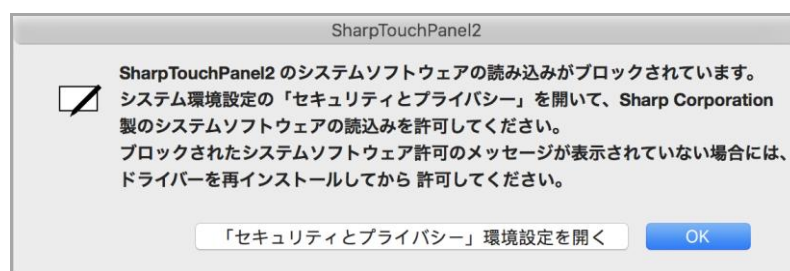 SharpTouchPanel2
SharpTouchPanel2 のシステムソフトウェアの読み込みがブロックされています。
システム環境設定の「セキュリティとプライバシー」を開いて、Sharp Corporation
製のシステムソフトウェアの読込みを許可してください。
ブロックされたシステムソフトウェア許可のメッセージが表示されていない場合には、
ドライバーを再インストールしてから 許可してください。
「セキュリティとプライバシー」環境設定を開く OK